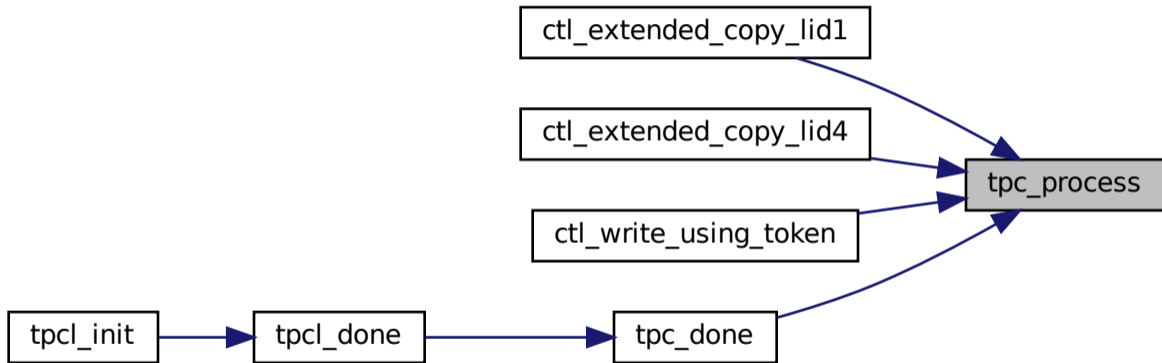 ctl_extended_copy_lid1
ctl_extended_copy_lid4
tpc_process
ctl_write_using_token
tpcl_init
tpcl_done
tpc_done